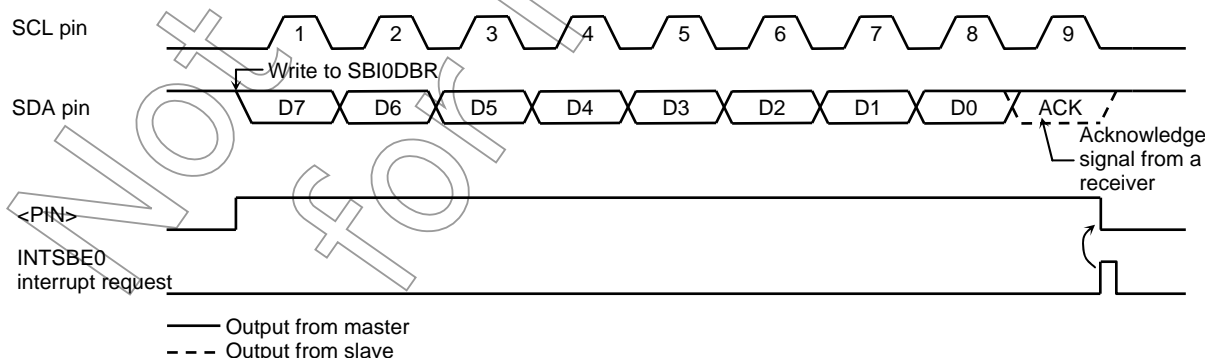 SCL pin
1 2 3 4 5 6 7 8 9
Write to SBI0DBR
SDA pin
D7 D6 D5 D4 D3 D2 D1 D0 ACK
Acknowledge
signal from a
receiver
<PIN>
INTSBE0
interrupt request
Output from master
Output from slave
Not
for